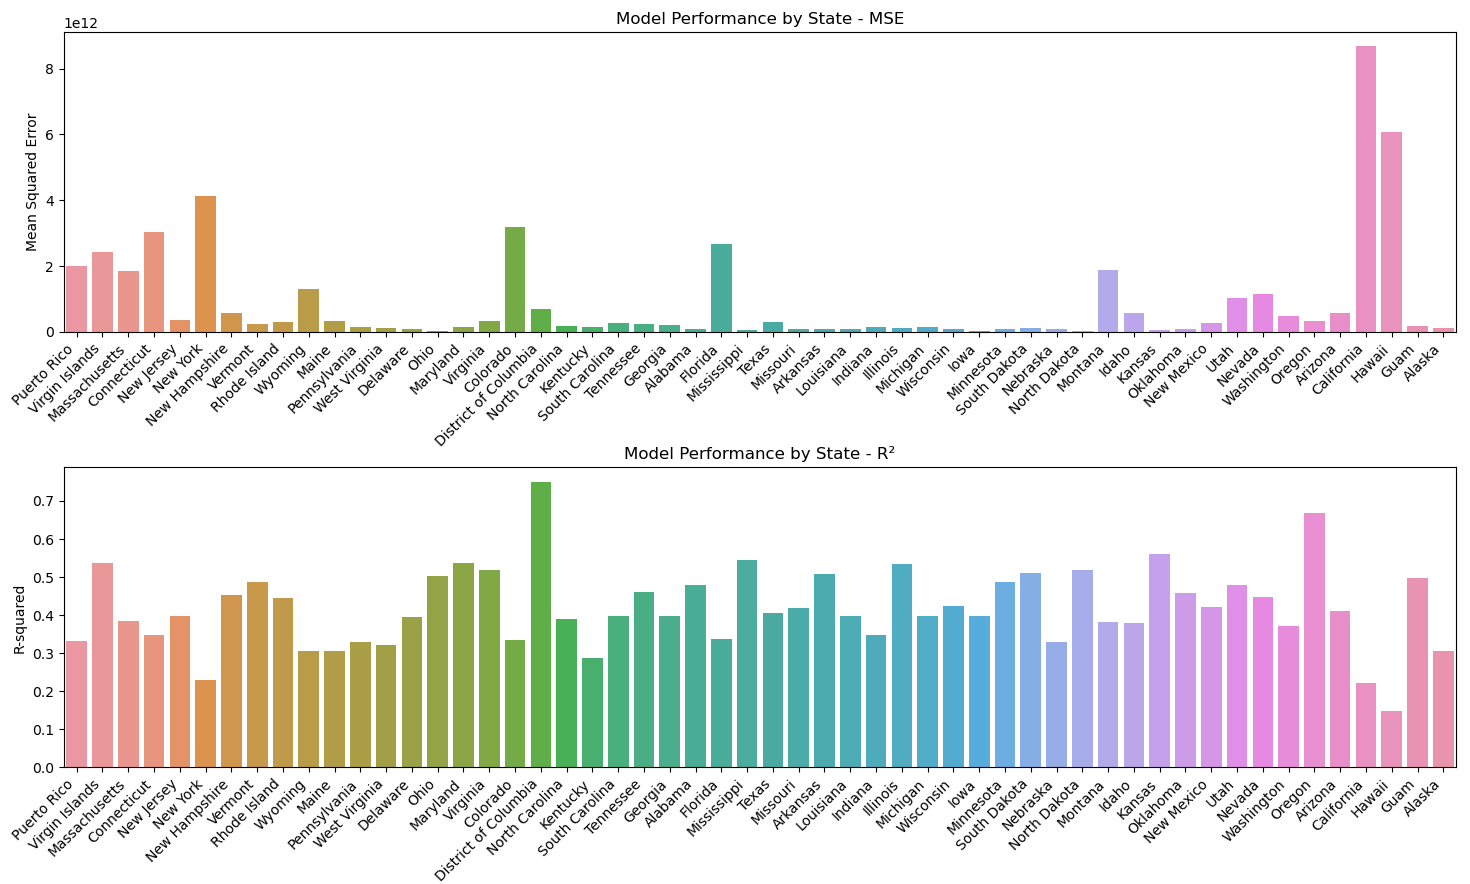 Model Performance by State - MSE
1e12
8
6
4
2
0
Mean Squared Error
Puerto Rico
Virgin Islands
Massachusetts
Connecticut
New Jersey
New York
New Hampshire
Vermont
Rhode Island
Wyoming
Maine
Pennsylvania
West Virginia
Delaware
Ohio
Maryland
Virginia
Colorado
District of Columbia
North Carolina
Kentucky
South Carolina
Tennessee
Georgia
Alabama
Florida
Mississippi
Texas
Missouri
Arkansas
Louisiana
Indiana
Illinois
Michigan
Wisconsin
Iowa
Minnesota
South Dakota
Nebraska
North Dakota
Montana
Idaho
Kansas
Oklahoma
New Mexico
Utah
Nevada
Washington
Oregon
Arizona
California
Hawaii
Guam
Alaska
Model Performance by State - R²
0.7
0.6
0.5
0.4
0.3
0.2
0.1
0.0
R-squared
Puerto Rico
Virgin Islands
Massachusetts
Connecticut
New Jersey
New York
New Hampshire
Vermont
Rhode Island
Wyoming
Maine
Pennsylvania
West Virginia
Delaware
Ohio
Maryland
Virginia
Colorado
District of Columbia
North Carolina
Kentucky
South Carolina
Tennessee
Georgia
Alabama
Florida
Mississippi
Texas
Missouri
Arkansas
Louisiana
Indiana
Illinois
Michigan
Wisconsin
Iowa
Minnesota
South Dakota
Nebraska
North Dakota
Montana
Idaho
Kansas
Oklahoma
New Mexico
Utah
Nevada
Washington
Oregon
Arizona
California
Hawaii
Guam
Alaska